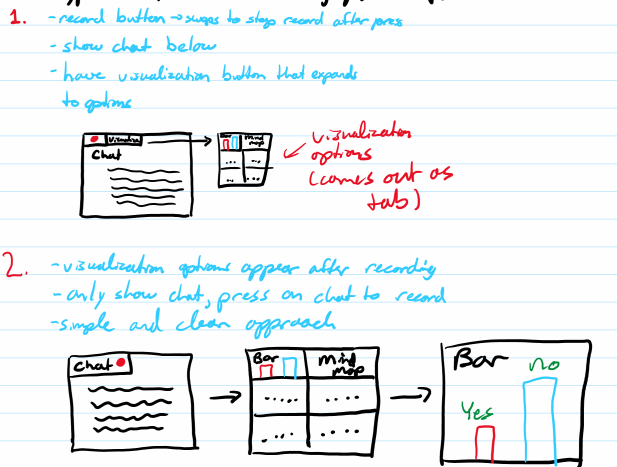 1. -record button → swaps to stop record after press
- show chat below
- have visualization button that expands
to options
Visualize
Chat
Bar Mind map
visualization
options
(comes out as
tab)
2. -visualization options appear after recording
- only show chat, press on chat to record
-simple and clean approach
Chat
Bar Mind map
Bar
Yes no